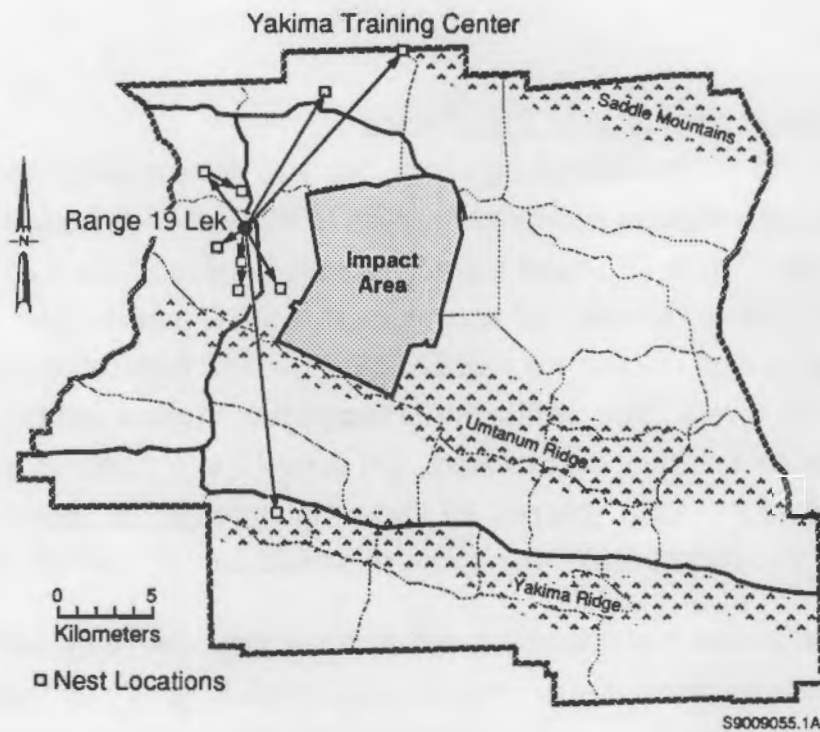 Yakima Training Center
Saddle Mountains
Range 19 Lek
N
Impact
Area
Umtanum Ridge
Yakima Ridge
0 5
Kilometers
Nest Locations
S9009055.1A